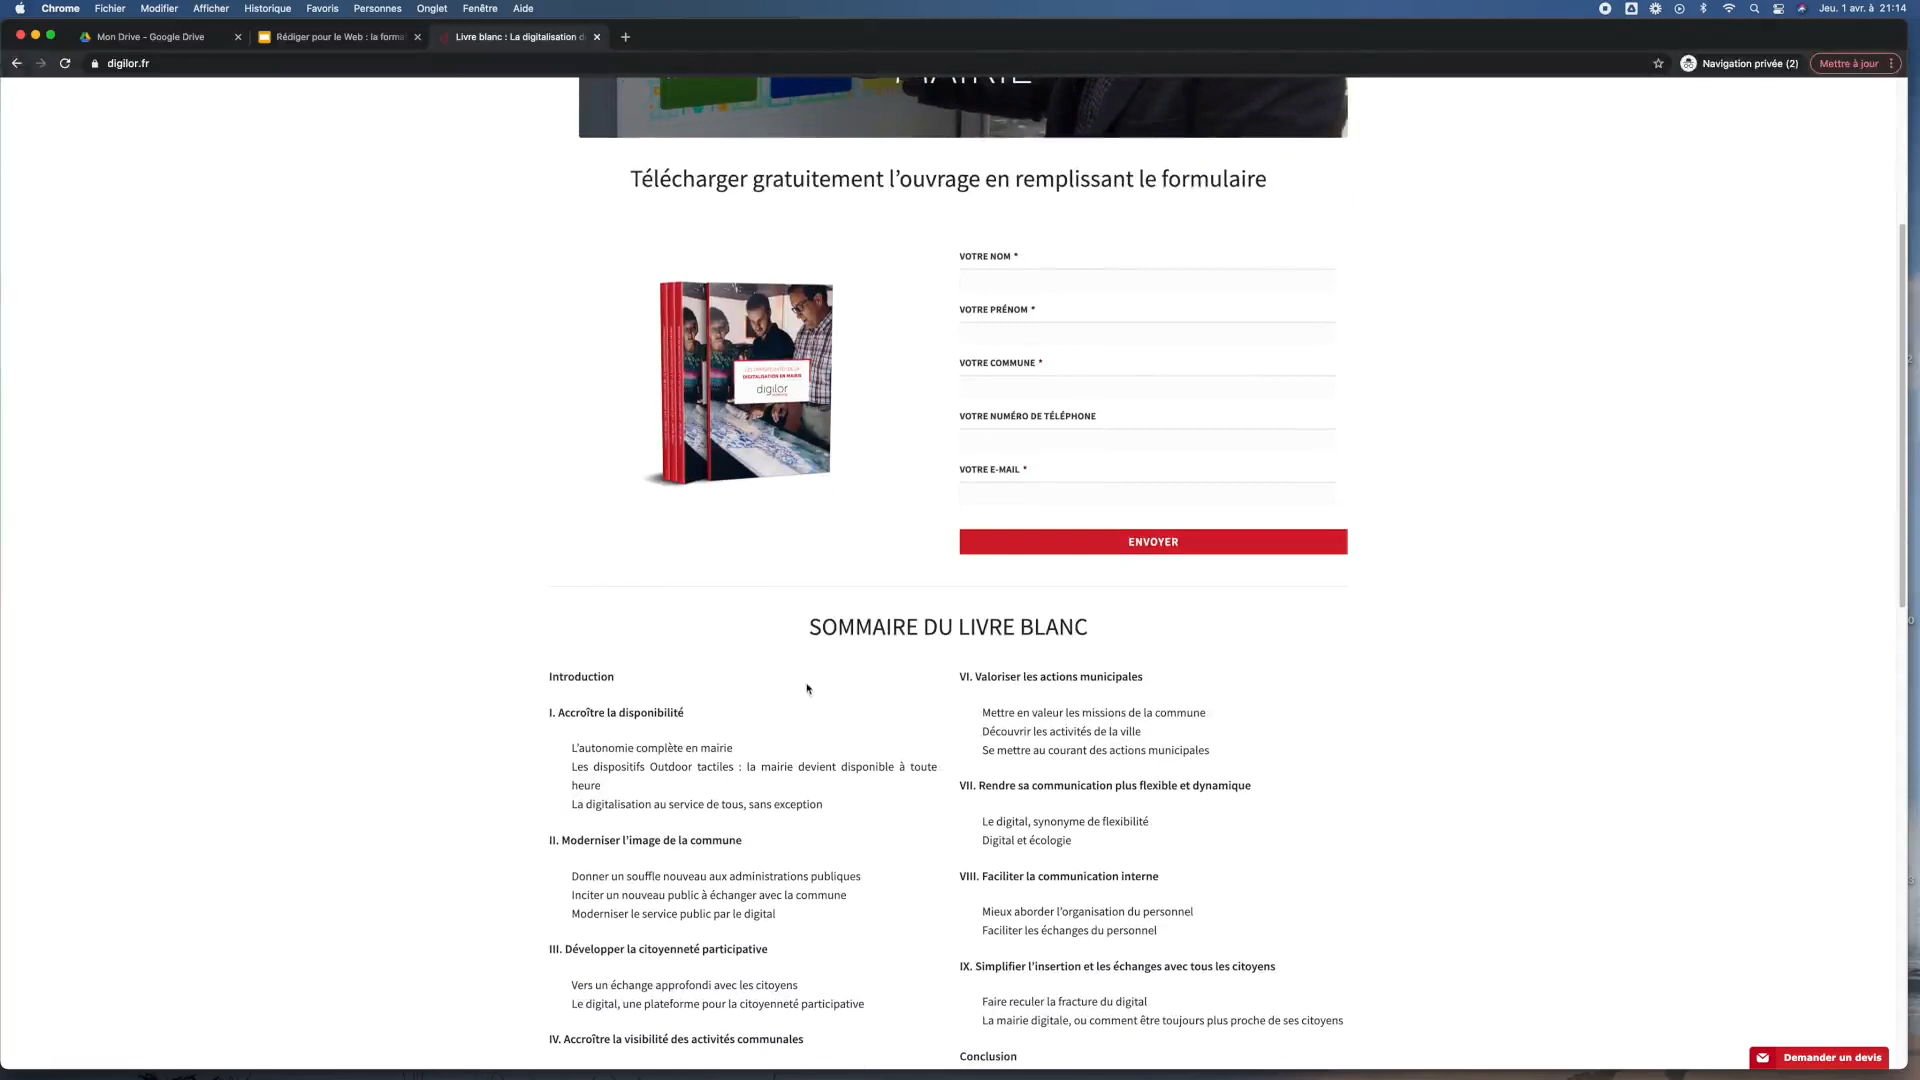 Chrome Fichier Modifier Afficher Historique Favoris Personnes Onglet Fenêtre Aide
Jeu. 1 avr. à 21:14
Mon Drive - Google Drive
Rédiger pour le Web : la forma
Livre blanc : La digitalisation d
digilor.fr
Navigation privée (2)
Mettre à jour
MAIRIE
Télécharger gratuitement l’ouvrage en remplissant le formulaire
DIGITALISATION EN MAIRIE
digilor
VOTRE NOM *
VOTRE PRÉNOM *
VOTRE COMMUNE *
VOTRE NUMÉRO DE TÉLÉPHONE
VOTRE E-MAIL *
ENVOYER
SOMMAIRE DU LIVRE BLANC
Introduction
I. Accroître la disponibilité
L’autonomie complète en mairie
Les dispositifs Outdoor tactiles : la mairie devient disponible à toute
heure
La digitalisation au service de tous, sans exception
II. Moderniser l’image de la commune
Donner un souffle nouveau aux administrations publiques
Inciter un nouveau public à échanger avec la commune
Moderniser le service public par le digital
III. Développer la citoyenneté participative
Vers un échange approfondi avec les citoyens
Le digital, une plateforme pour la citoyenneté participative
IV. Accroître la visibilité des activités communales
VI. Valoriser les actions municipales
Mettre en valeur les missions de la commune
Découvrir les activités de la ville
Se mettre au courant des actions municipales
VII. Rendre sa communication plus flexible et dynamique
Le digital, synonyme de flexibilité
Digital et écologie
VIII. Faciliter la communication interne
Mieux aborder l’organisation du personnel
Faciliter les échanges du personnel
IX. Simplifier l’insertion et les échanges avec tous les citoyens
Faire reculer la fracture du digital
La mairie digitale, ou comment être toujours plus proche de ses citoyens
Conclusion
Demander un devis